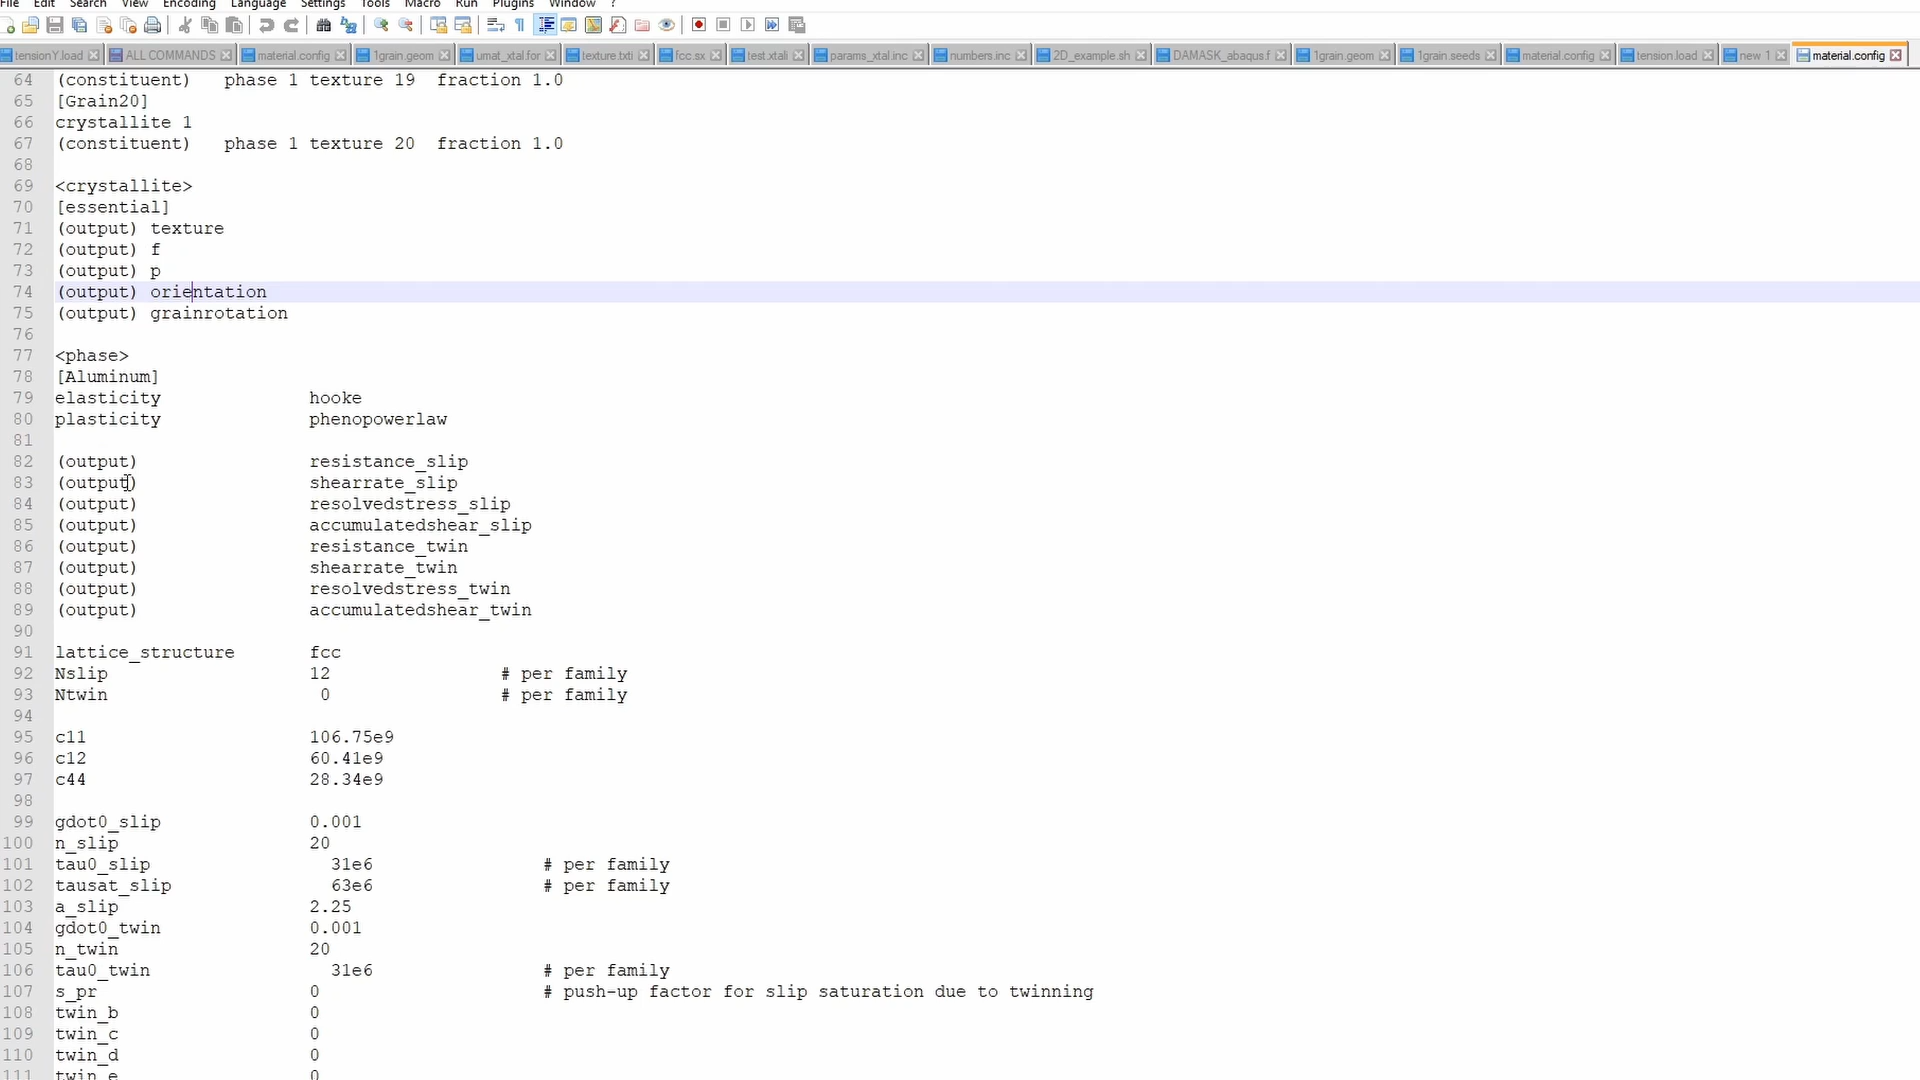 File Edit Search View Encoding Language Settings Tools Macro Run Plugins Window ?
tensionY.load ALL COMMANDS material.config 1grain.geom umat_xtal.for texture.txti fcc.sx test.xtali params_xtal.inc numbers.inc 2D_example.sh DAMASK_abaqus.f 1grain.geom 1grain.seeds material.config tension.load new 1 material.config
64 (constituent) phase 1 texture 19 fraction 1.0
65 [Grain20]
66 crystallite 1
67 (constituent) phase 1 texture 20 fraction 1.0
68
69 <crystallite>
70 [essential]
71 (output) texture
72 (output) f
73 (output) p
74 (output) orientation
75 (output) grainrotation
76
77 <phase>
78 [Aluminum]
79 elasticity hooke
80 plasticity phenopowerlaw
81
82 (output) resistance_slip
83 (output) shearrate_slip
84 (output) resolvedstress_slip
85 (output) accumulatedshear_slip
86 (output) resistance_twin
87 (output) shearrate_twin
88 (output) resolvedstress_twin
89 (output) accumulatedshear_twin
90
91 lattice_structure fcc
92 Nslip 12 # per family
93 Ntwin 0 # per family
94
95 c11 106.75e9
96 c12 60.41e9
97 c44 28.34e9
98
99 gdot0_slip 0.001
100 n_slip 20
101 tau0_slip 31e6 # per family
102 tausat_slip 63e6 # per family
103 a_slip 2.25
104 gdot0_twin 0.001
105 n_twin 20
106 tau0_twin 31e6 # per family
107 s_pr 0 # push-up factor for slip saturation due to twinning
108 twin_b 0
109 twin_c 0
110 twin_d 0
111 twin_e 0